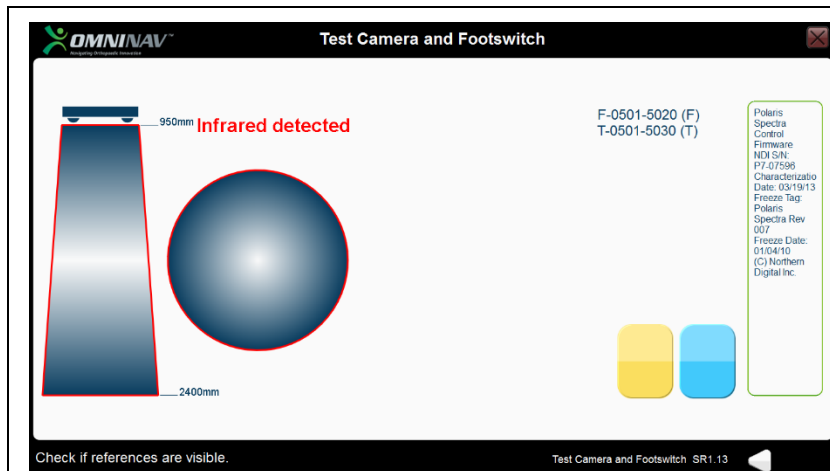 OMNINAV™
Navigating Orthopaedic Innovation
Test Camera and Footswitch
950mm
Infrared detected
F-0501-5020 (F)
T-0501-5030 (T)
Polaris
Spectra
Control
Firmware
NDI S/N:
P7-07596
Characterizatio
Date: 03/19/13
Freeze Tag:
Polaris
Spectra Rev
007
Freeze Date:
01/04/10
(C) Northern
Digital Inc.
2400mm
Check if references are visible.
Test Camera and Footswitch SR1.13